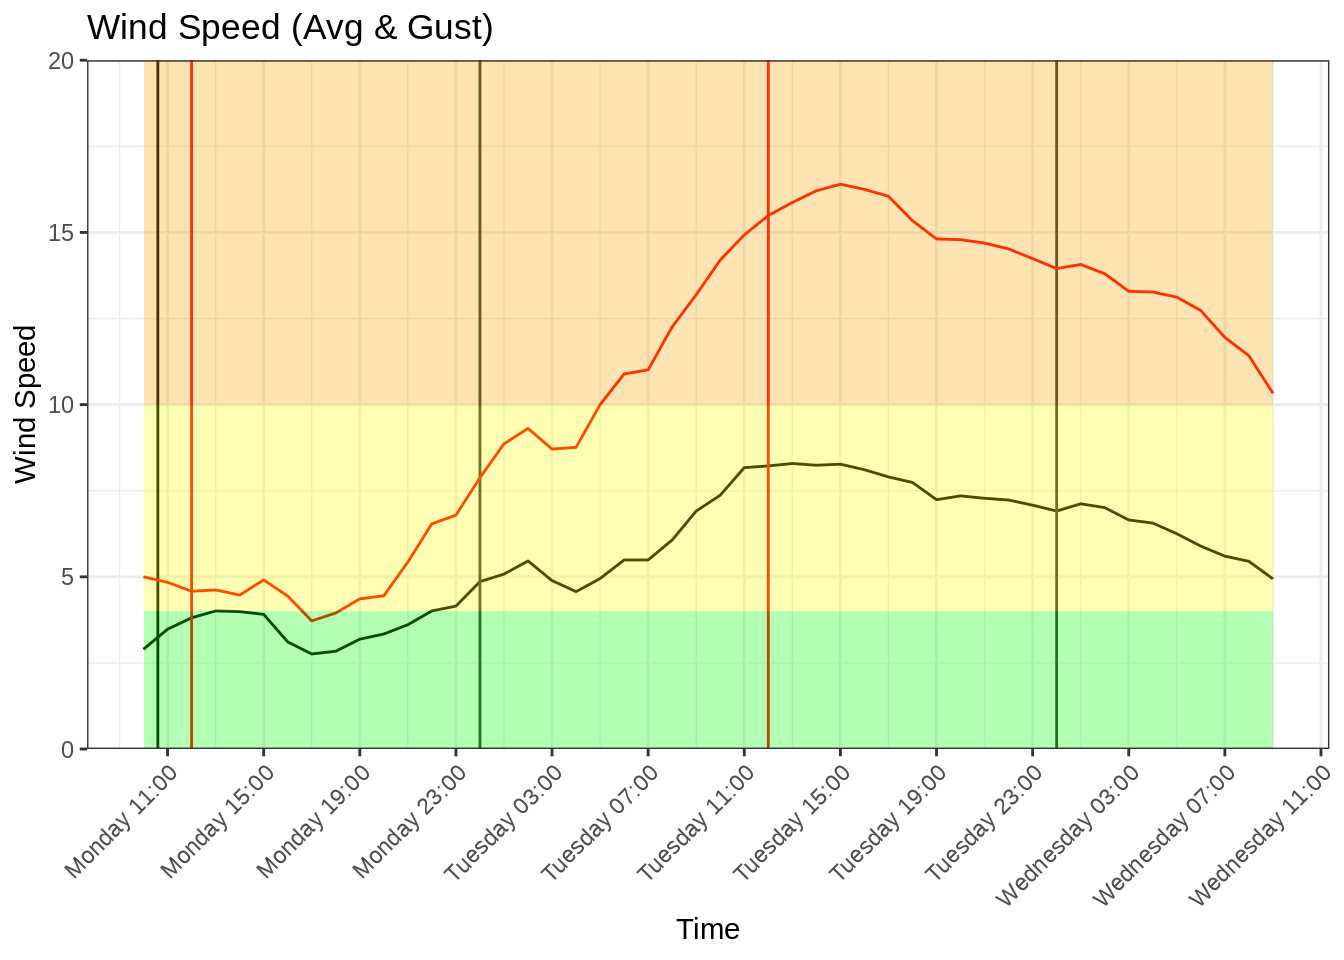 Wind Speed (Avg & Gust)
20
15
10
5
0
Wind Speed
Monday 11:00
Monday 15:00
Monday 19:00
Monday 23:00
Tuesday 03:00
Tuesday 07:00
Tuesday 11:00
Tuesday 15:00
Tuesday 19:00
Tuesday 23:00
Wednesday 03:00
Wednesday 07:00
Wednesday 11:00
Time